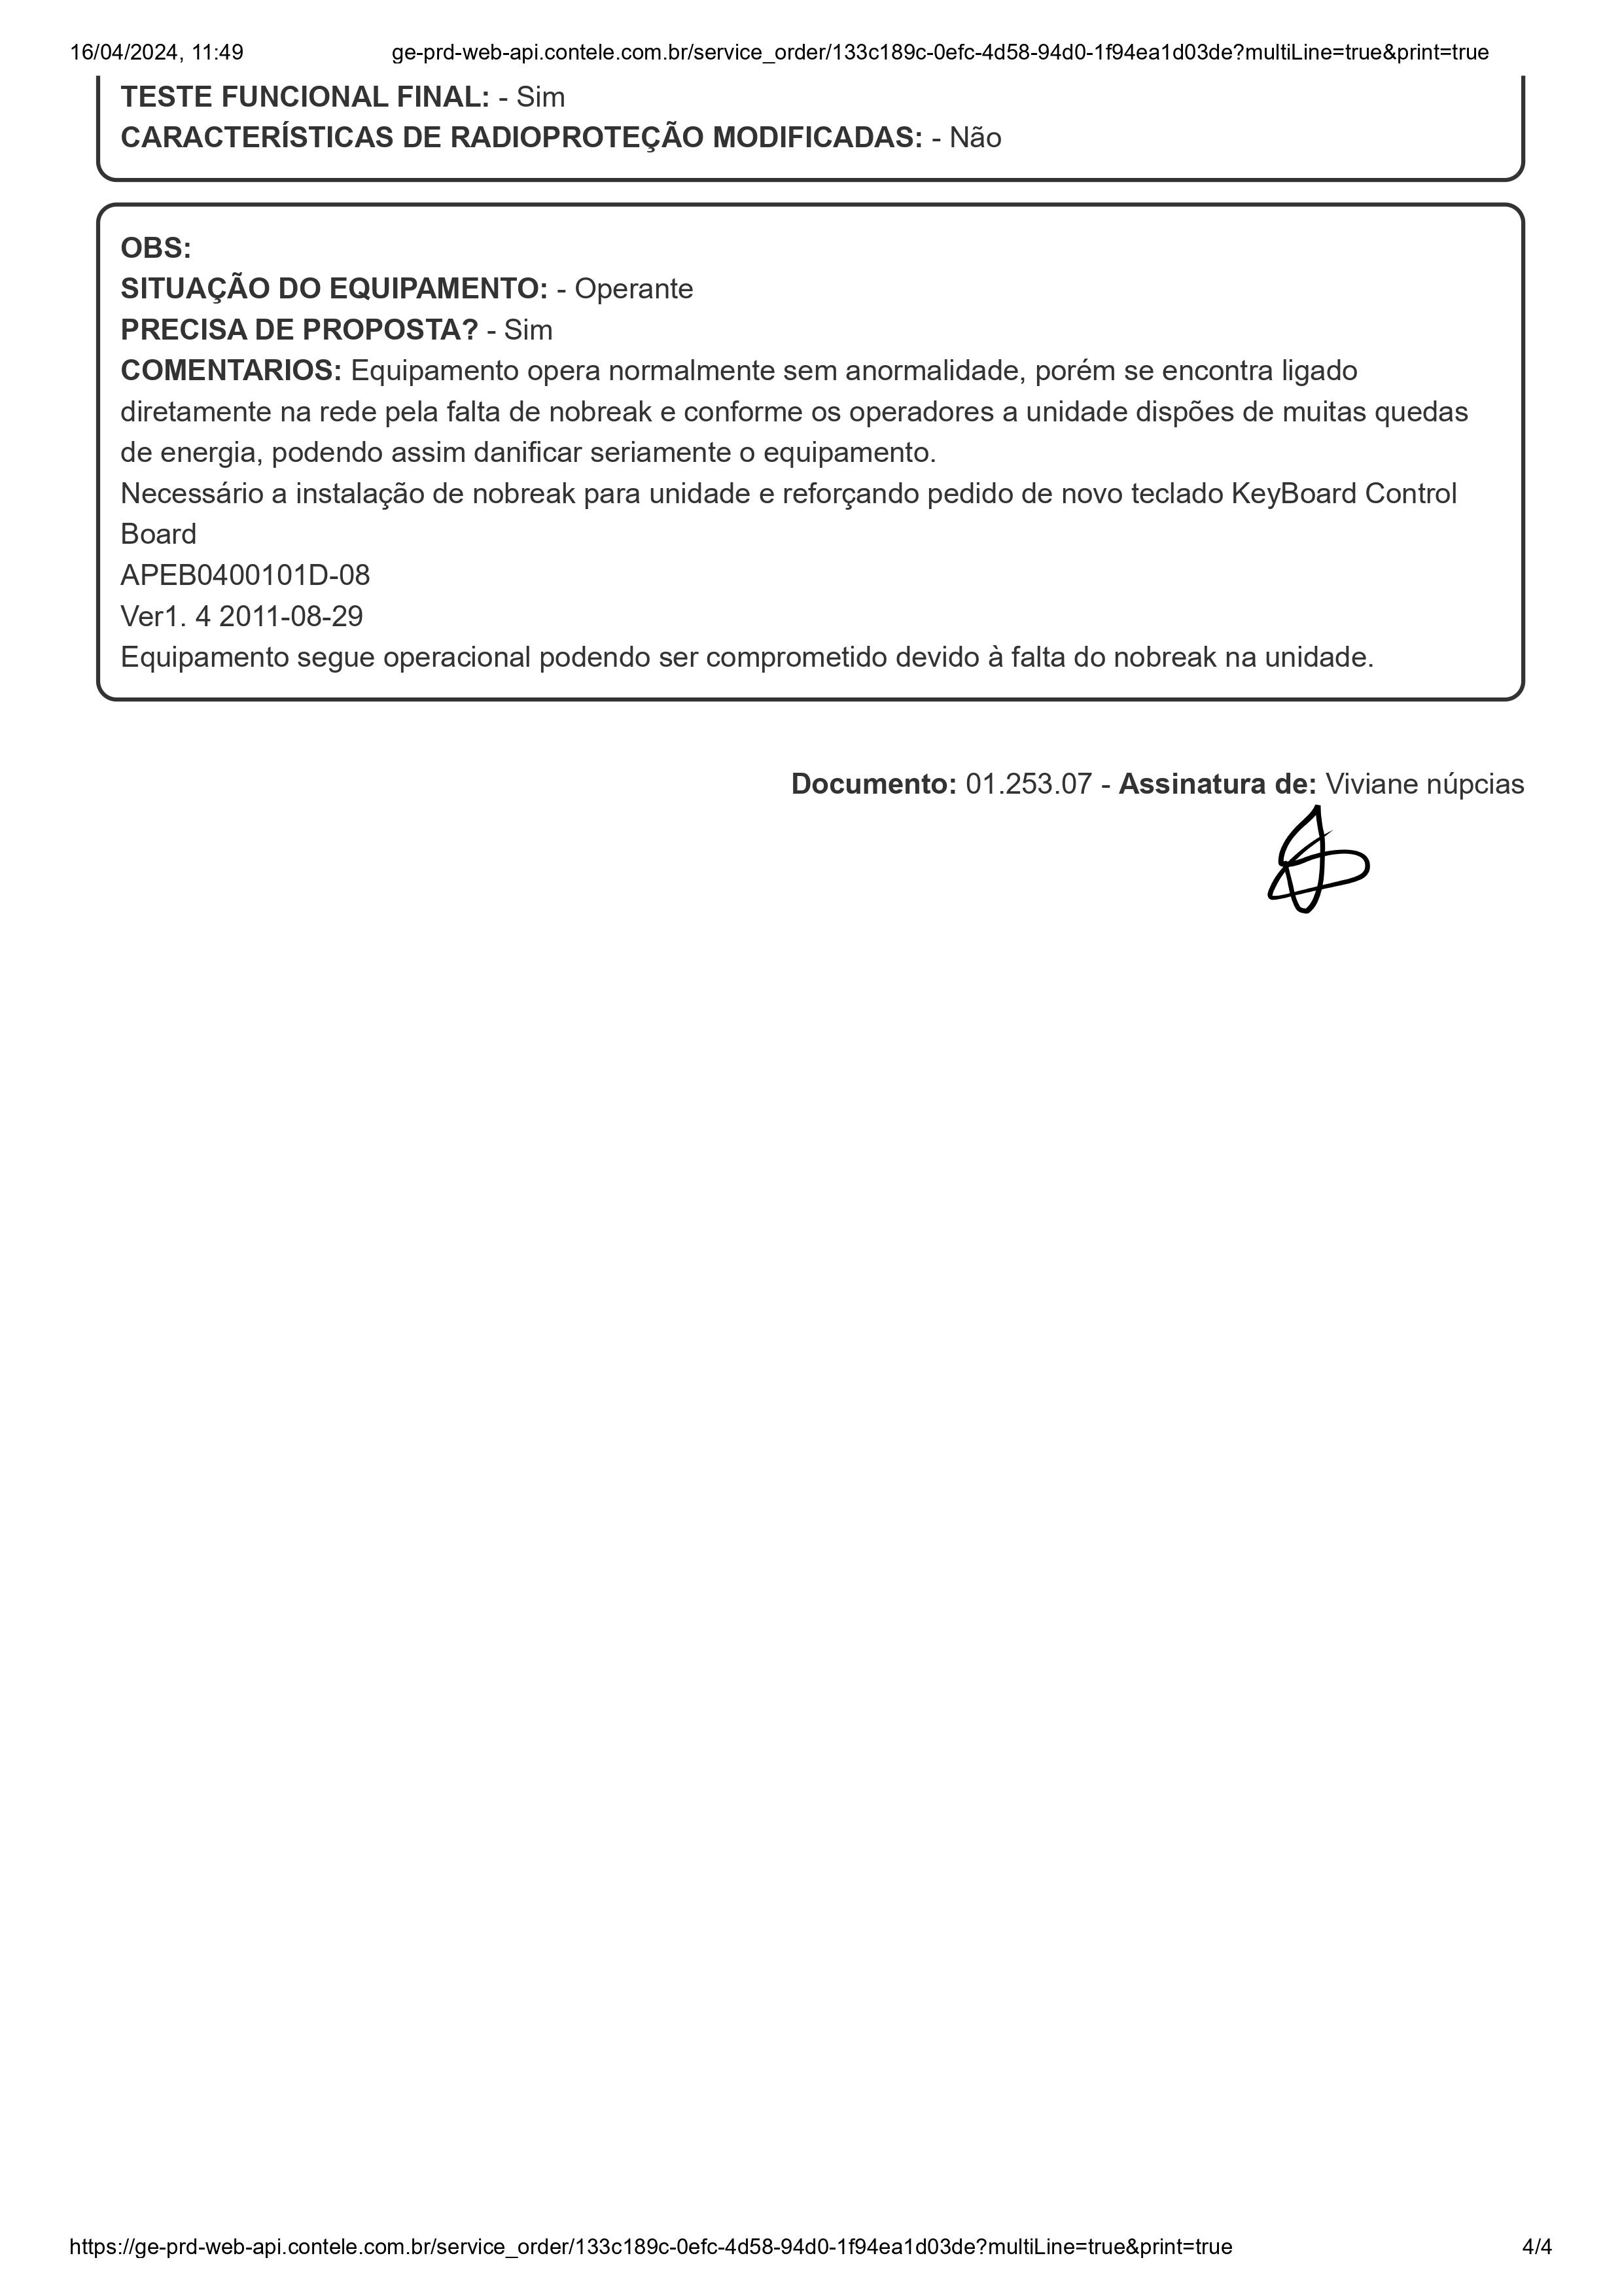 16/04/2024, 11:49 ge-prd-web-api.contele.com.br/service_order/133c189c-0efc-4d58-94d0-1f94ea1d03de?multiLine=true&print=true
TESTE FUNCIONAL FINAL: - Sim
CARACTERÍSTICAS DE RADIOPROTEÇÃO MODIFICADAS: - Não
OBS:
SITUAÇÃO DO EQUIPAMENTO: - Operante
PRECISA DE PROPOSTA? - Sim
COMENTARIOS: Equipamento opera normalmente sem anormalidade, porém se encontra ligado
diretamente na rede pela falta de nobreak e conforme os operadores a unidade dispões de muitas quedas
de energia, podendo assim danificar seriamente o equipamento.
Necessário a instalação de nobreak para unidade e reforçando pedido de novo teclado KeyBoard Control
Board
APEB0400101D-08
Ver1. 4 2011-08-29
Equipamento segue operacional podendo ser comprometido devido à falta do nobreak na unidade.
Documento: 01.253.07 - Assinatura de: Viviane núpcias
https://ge-prd-web-api.contele.com.br/service_order/133c189c-0efc-4d58-94d0-1f94ea1d03de?multiLine=true&print=true 4/4